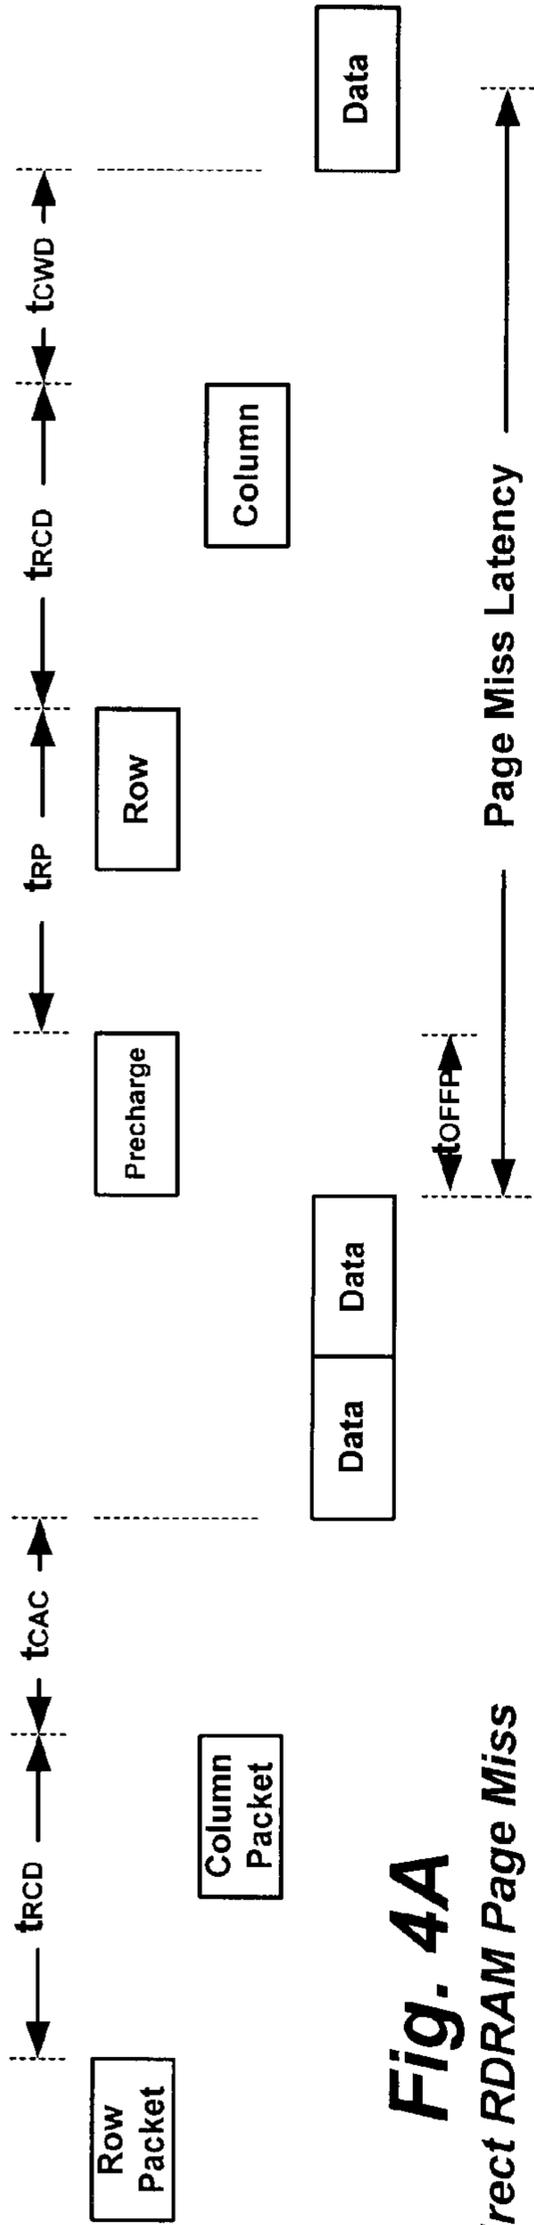 tRCD
tCAC
tRP
tRCD
tCWD
Row
Packet
Column
Packet
Data
Data
Precharge
Row
Column
Data
tOFFP
Page Miss Latency
Fig. 4A
rect RDRAM Page Miss